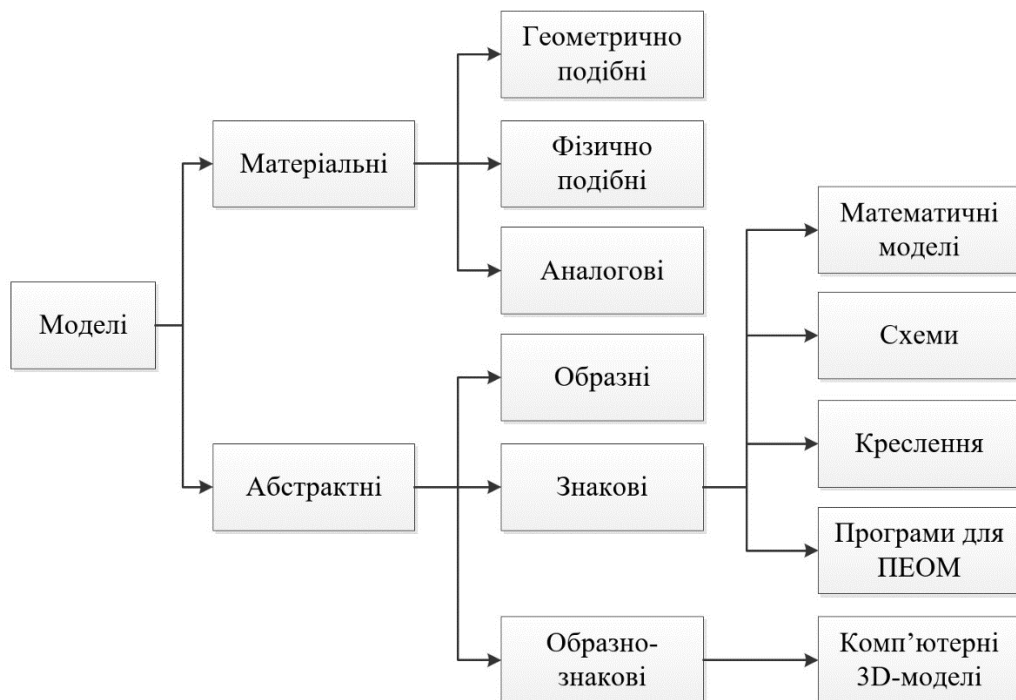 Моделі
Матеріальні
Геометрично
подібні
Фізично
подібні
Аналогові
Абстрактні
Образні
Знакові
Математичні
моделі
Схеми
Креслення
Програми для
ПЕОМ
Образно-
знакові
Комп’ютерні
3D-моделі